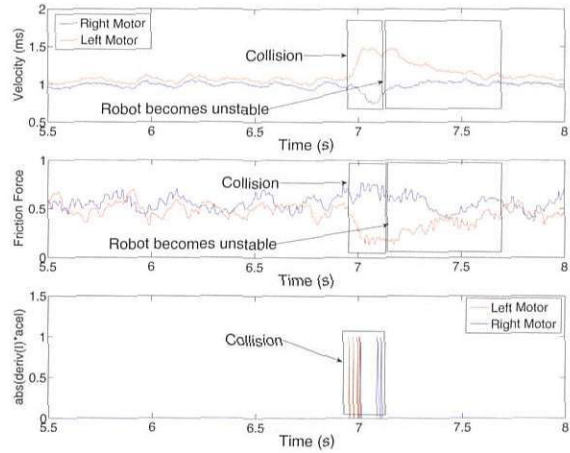 2
Right Motor
Left Motor
Collision
1.5
1
Robot becomes unstable
0.5
Velocity (ms)
5.5 6 6.5 7 7.5 8
Time (s)
1
Collision
0.5
Robot becomes unstable
0
Friction Force
5.5 6 6.5 7 7.5 8
Time (s)
1.5
Left Motor
Right Motor
Collision
1
0.5
0
abs(deriv(I)*acel)
5.5 6 6.5 7 7.5 8
Time (s)